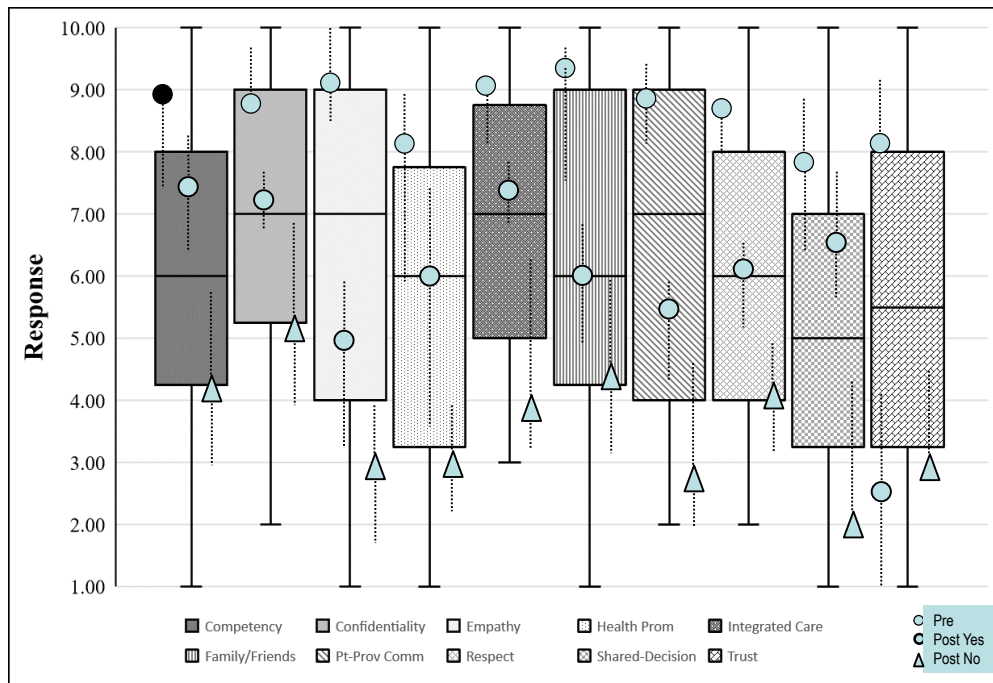 10.00
9.00
8.00
7.00
6.00
5.00
4.00
3.00
2.00
1.00
Response
Competency Confidentiality Empathy Health Prom Integrated Care
Family/Friends Pt-Prov Comm Respect Shared-Decision Trust
Pre
Post Yes
Post No